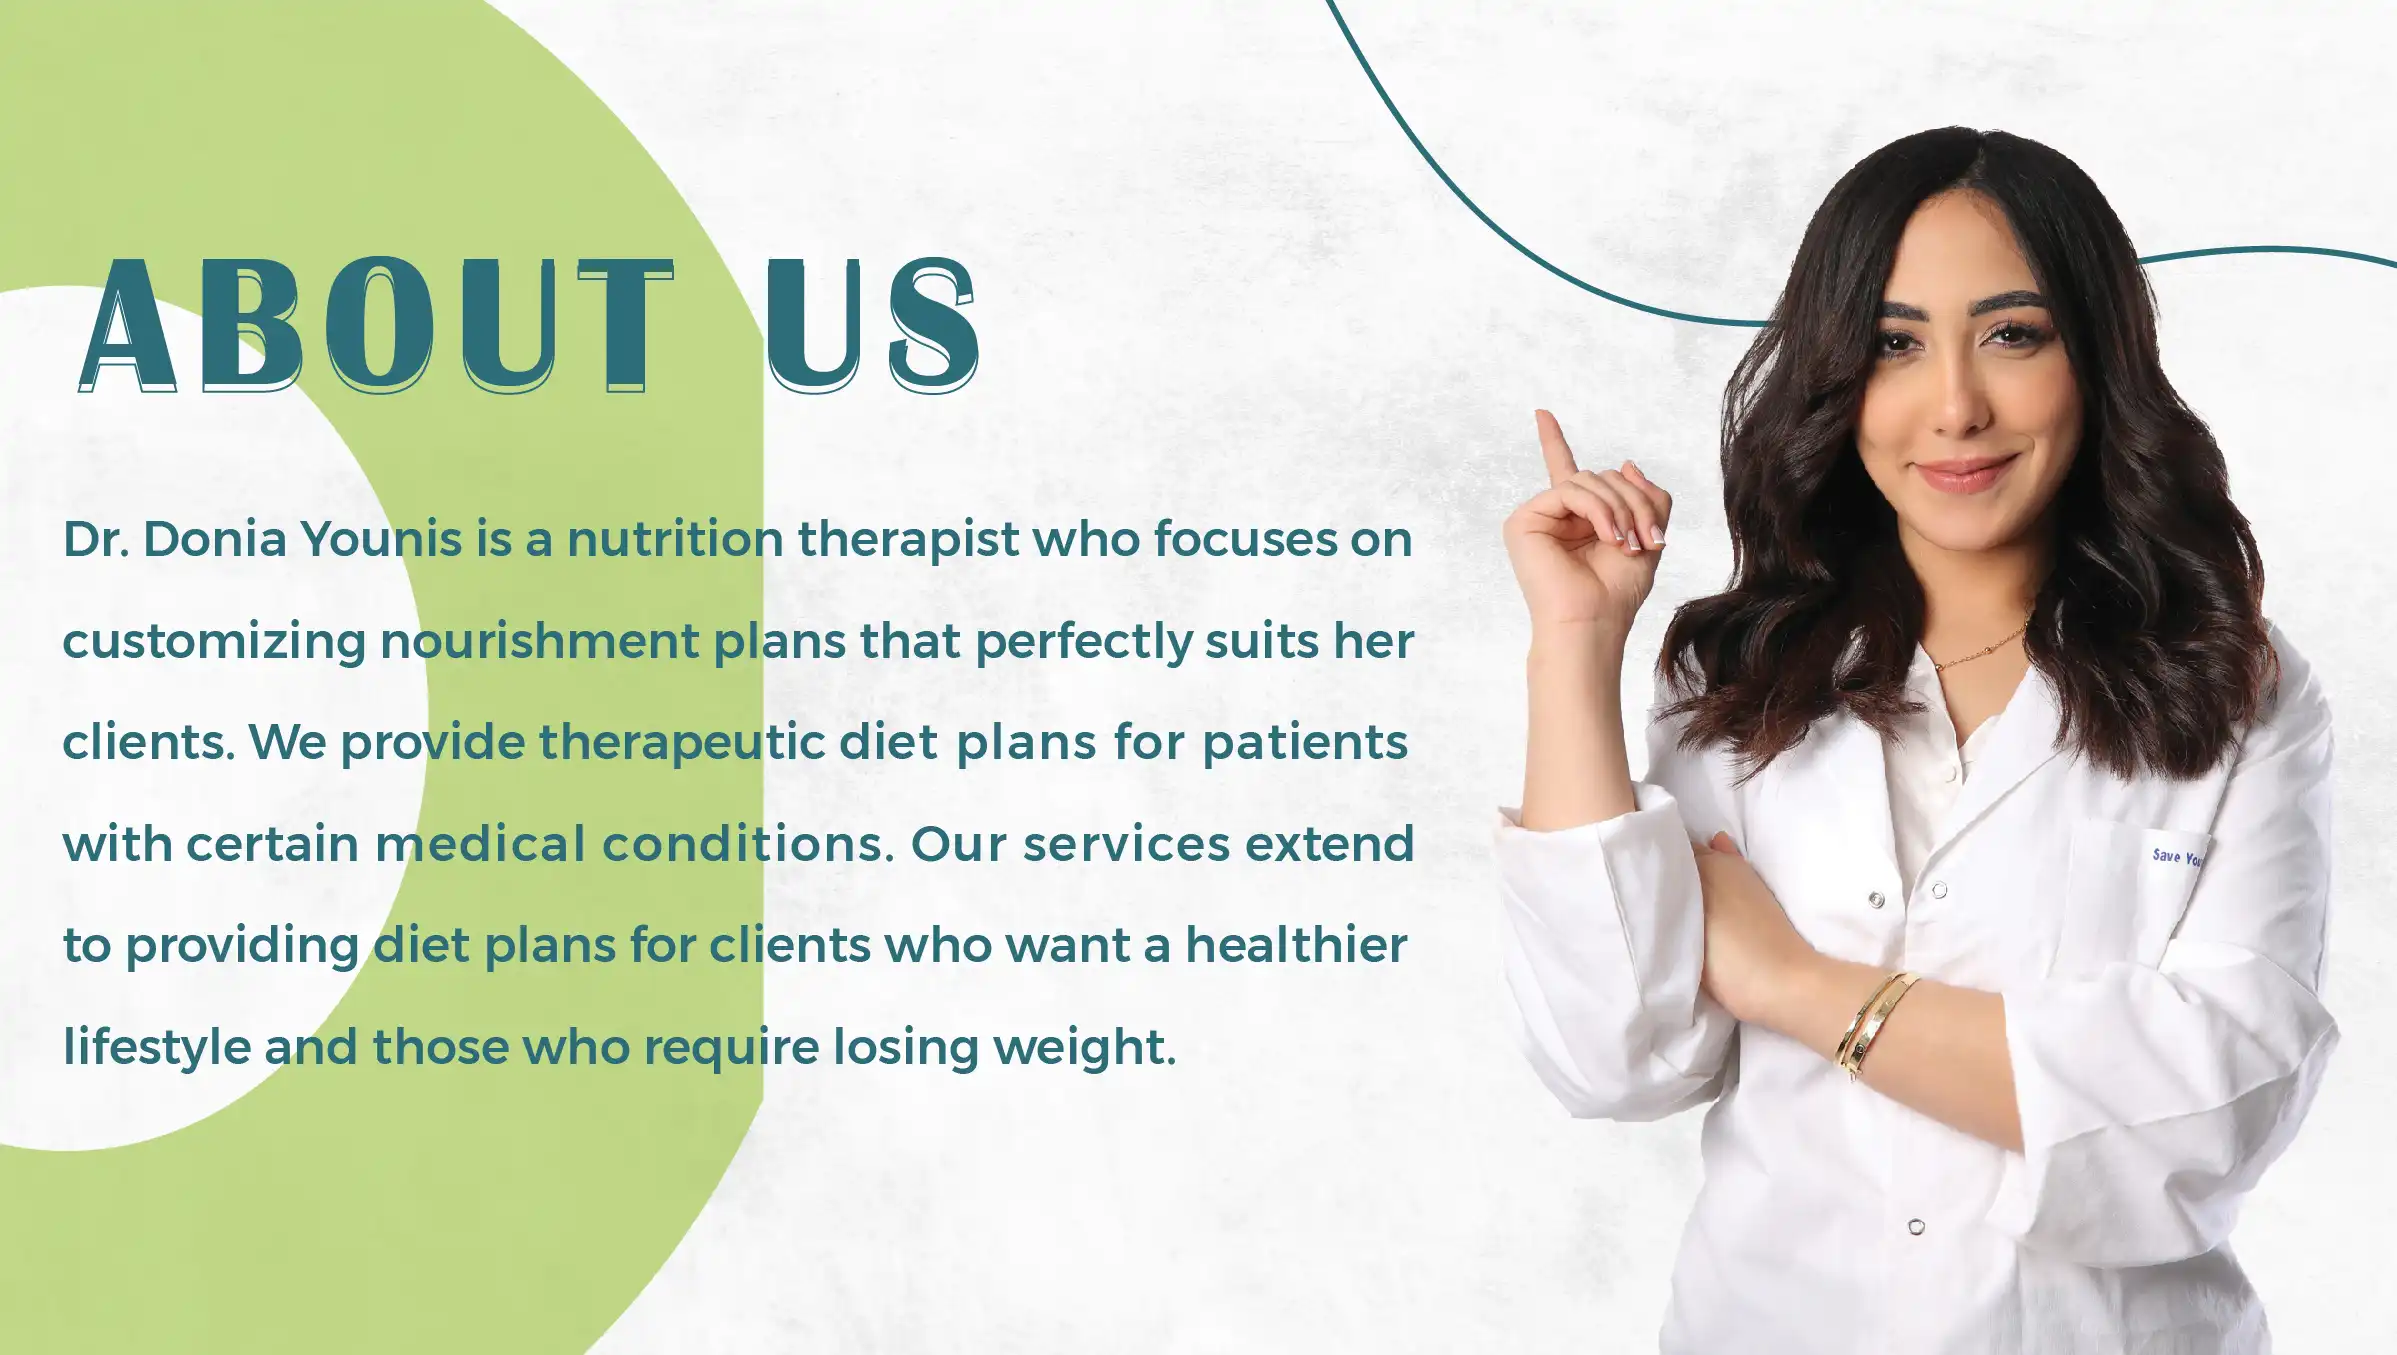 ABOUT US
Dr. Donia Younis is a nutrition therapist who focuses on
customizing nourishment plans that perfectly suits her
clients. We provide therapeutic diet plans for patients
with certain medical conditions. Our services extend
to providing diet plans for clients who want a healthier
lifestyle and those who require losing weight.
Save